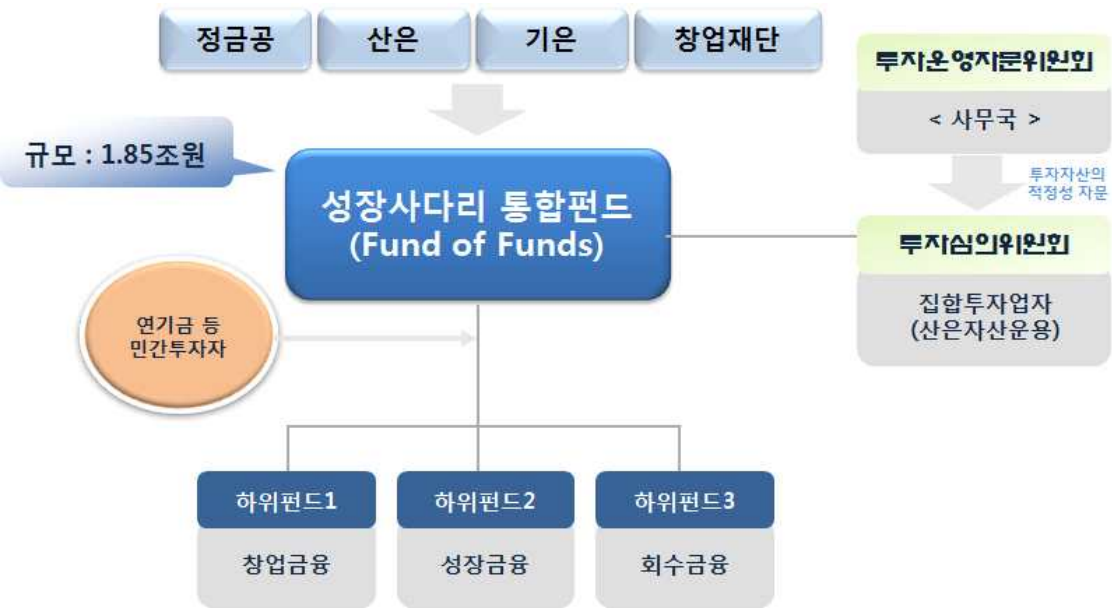 정금공
산은
기은
창업재단
투자운영자문위원회
< 사무국 >
규모 : 1.85조원
투자자산의
적정성 자문
성장사다리 통합펀드
(Fund of Funds)
투자심의위원회
집합투자업자
(산은자산운용)
연기금 등
민간투자자
하위펀드1
하위펀드2
하위펀드3
창업금융
성장금융
회수금융